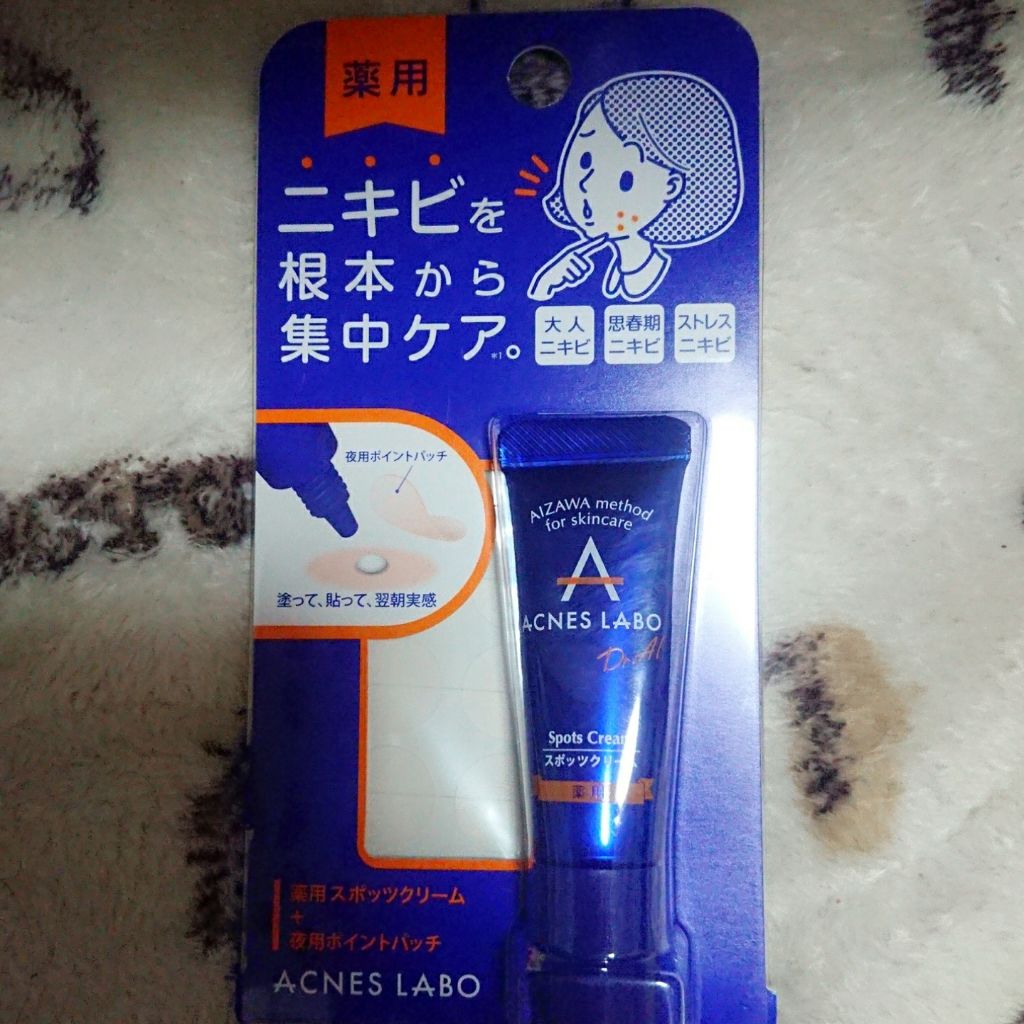 薬用
ニキビを
根本から
集中ケア。
*1
大人
ニキビ
思春期
ニキビ
ストレス
ニキビ
夜用ポイントパッチ
塗って、貼って、翌朝実感
AIZAWA method
for skincare
A
ACNES LABO
Spots Cream
スポッツクリーム
薬用
薬用スポッツクリーム
+
夜用ポイントパッチ
ACNES LABO